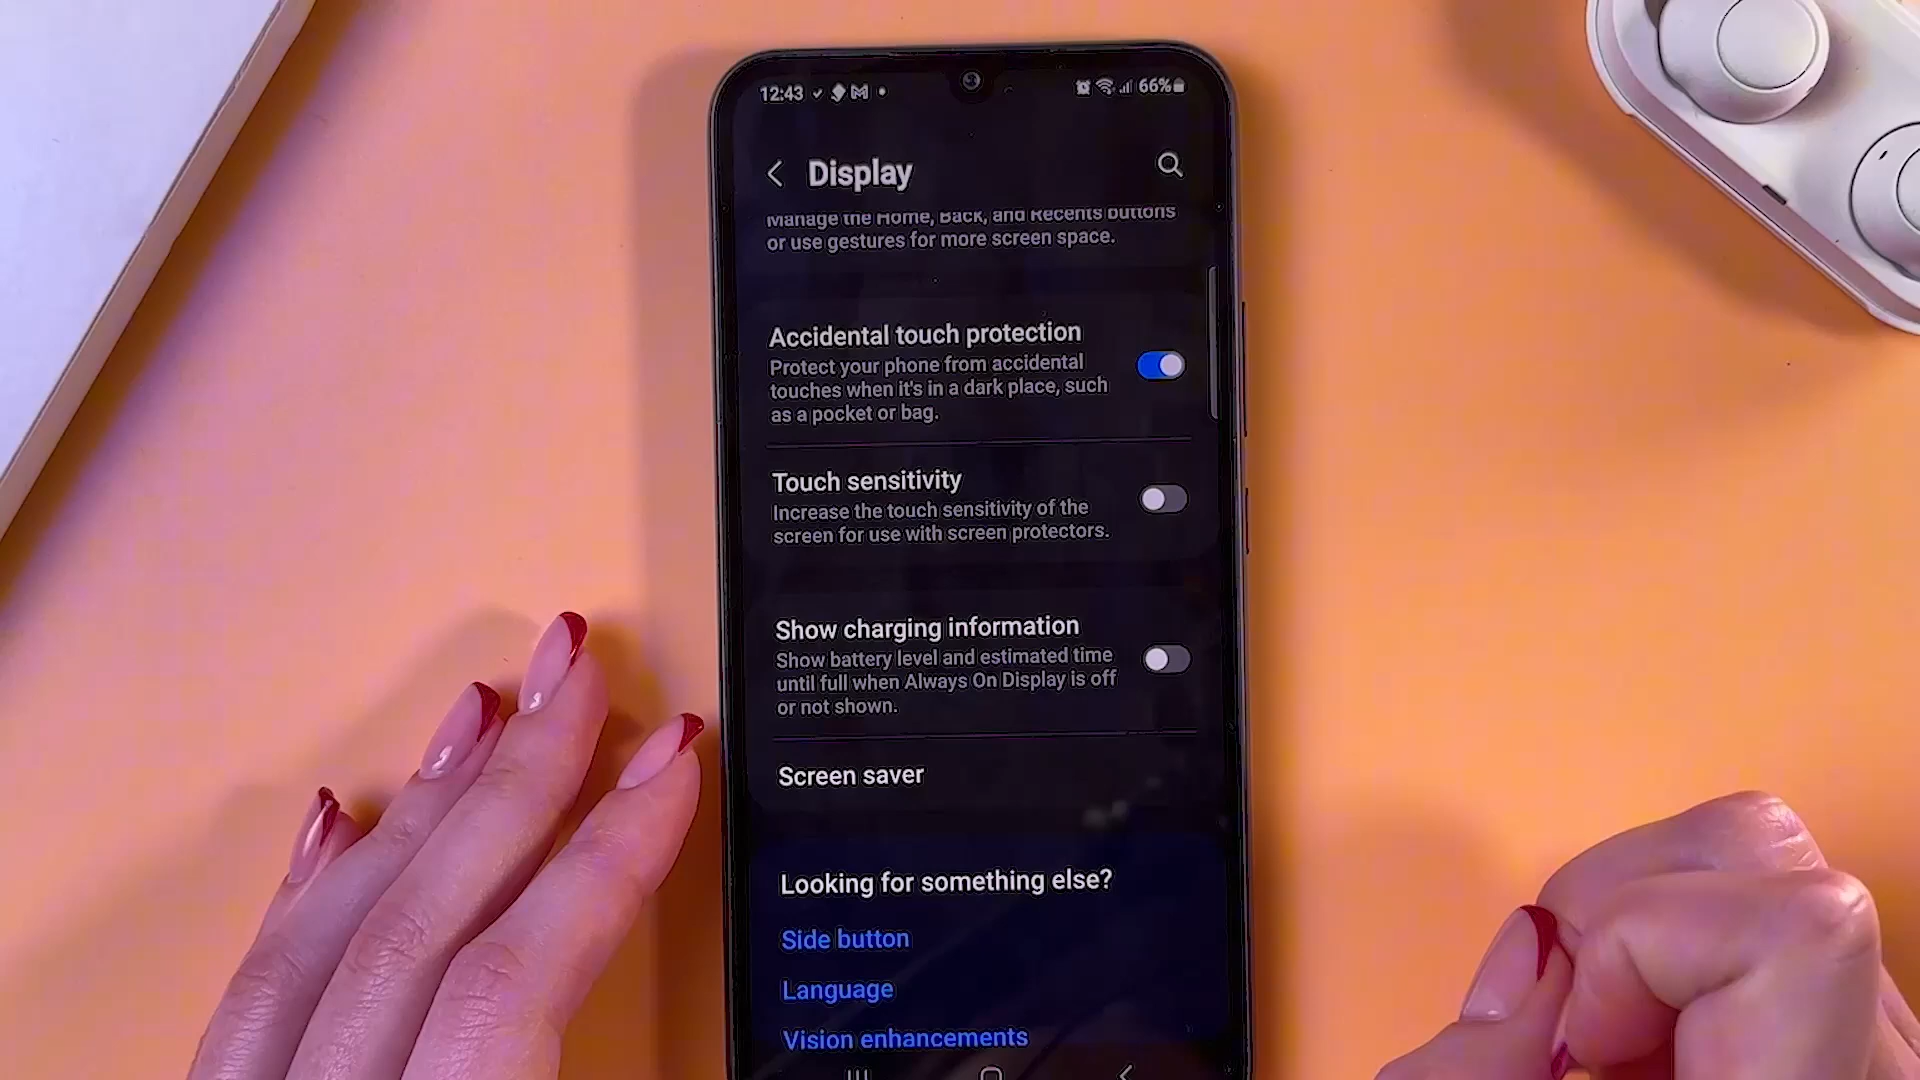 12:43
66%
Display
Manage the Home, Back, and Recents buttons
or use gestures for more screen space.
Accidental touch protection
Protect your phone from accidental
touches when it's in a dark place, such
as a pocket or bag.
Touch sensitivity
Increase the touch sensitivity of the
screen for use with screen protectors.
Show charging information
Show battery level and estimated time
until full when Always On Display is off
or not shown.
Screen saver
Looking for something else?
Side button
Language
Vision enhancements